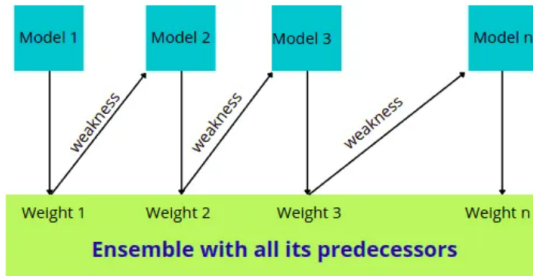 Model 1 Model 2 Model 3 Model n
weakness weakness weakness
Weight 1 Weight 2 Weight 3 Weight n
Ensemble with all its predecessors